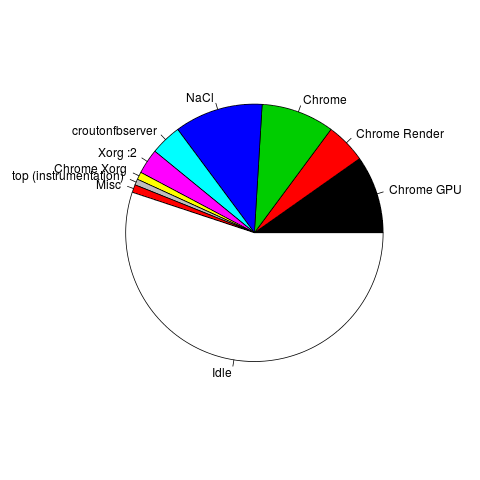 NaCl
Chrome
croutonfbserver
Chrome Render
Xorg :2
Chrome Xorg
top (instrumentation)
Misc
Chrome GPU
Idle